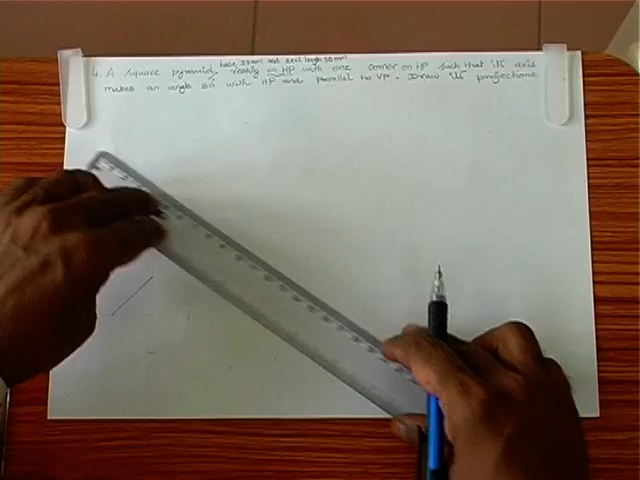 base 30mm and axis length 50mm
4. A square pyramid, resting on HP with one corner on HP such that its axis
makes an angle 30 with HP and parallel to VP. Draw its projections